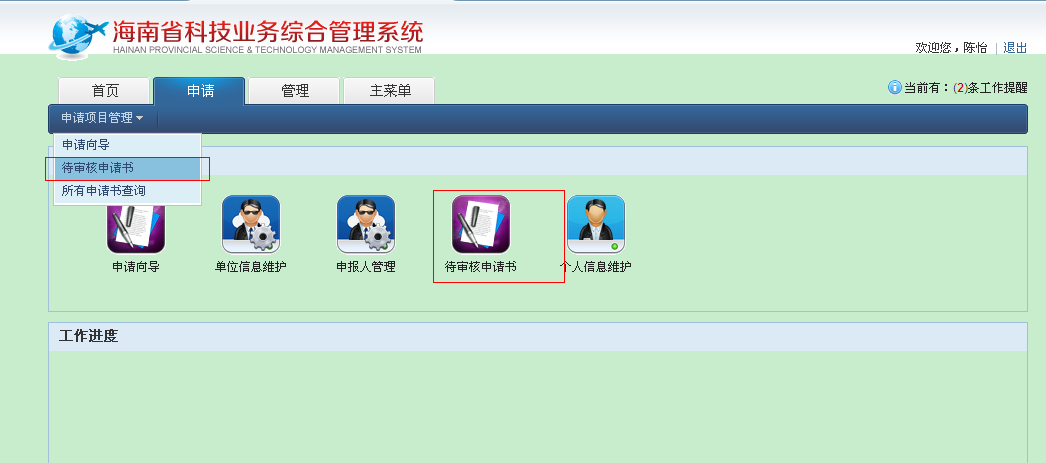 海南省科技业务综合管理系统
HAINAN PROVINCIAL SCIENCE & TECHNOLOGY MANAGEMENT SYSTEM
欢迎您，陈怡 | 退出
首页 申请 管理 主菜单
当前有：(2)条工作提醒
申请项目管理
申请向导
待审核申请书
所有申请书查询
申请向导 单位信息维护 申报人管理 待审核申请书 个人信息维护
工作进度